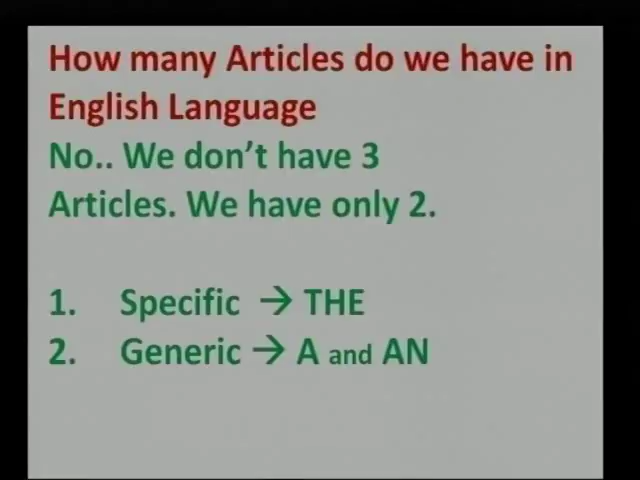 How many Articles do we have in
English Language
No.. We don't have 3
Articles. We have only 2.
1. Specific → THE
2. Generic → A and AN